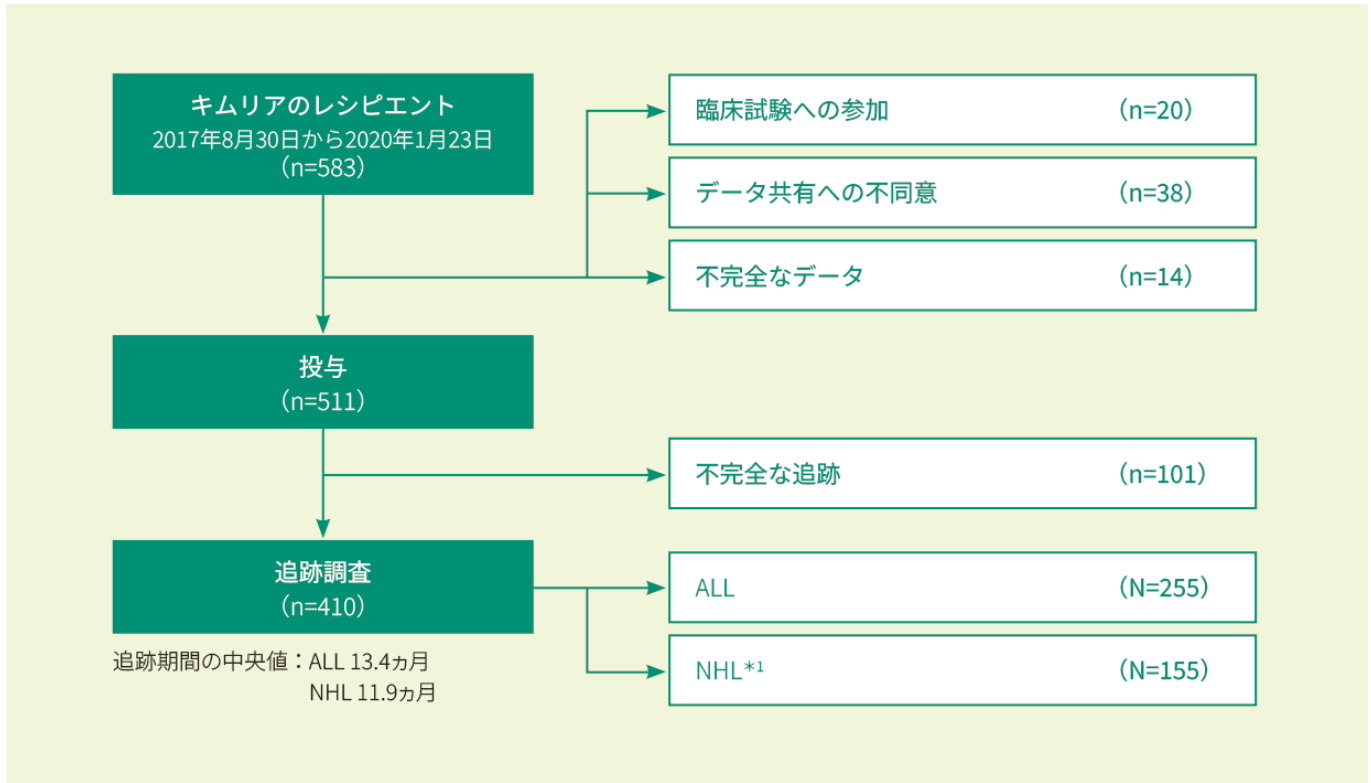 キムリアのレシピエント
2017年8月30日から2020年1月23日
（n=583）
臨床試験への参加 （n=20）
データ共有への不同意 （n=38）
不完全なデータ （n=14）
投与
（n=511）
不完全な追跡 （n=101）
追跡調査
（n=410）
ALL （N=255）
NHL*1 （N=155）
追跡期間の中央値：ALL 13.4ヵ月
NHL 11.9ヵ月